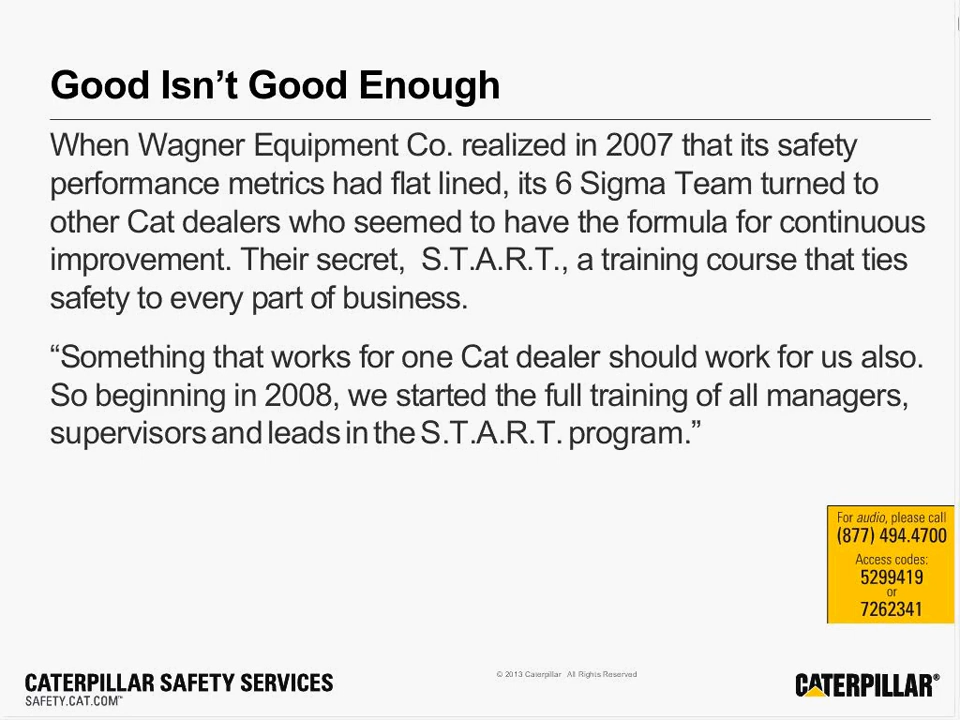 Good Isn’t Good Enough
When Wagner Equipment Co. realized in 2007 that its safety
performance metrics had flat lined, its 6 Sigma Team turned to
other Cat dealers who seemed to have the formula for continuous
improvement. Their secret,  S.T.A.R.T., a training course that ties
safety to every part of business.
“Something that works for one Cat dealer should work for us also.
So beginning in 2008, we started the full training of all managers,
supervisors and leads in the S.T.A.R.T. program.”
For audio, please call
(877) 494.4700
Access codes:
5299419
or
7262341
CATERPILLAR SAFETY SERVICES
SAFETY.CAT.COM™
© 2013 Caterpillar  All Rights Reserved
CATERPILLAR®